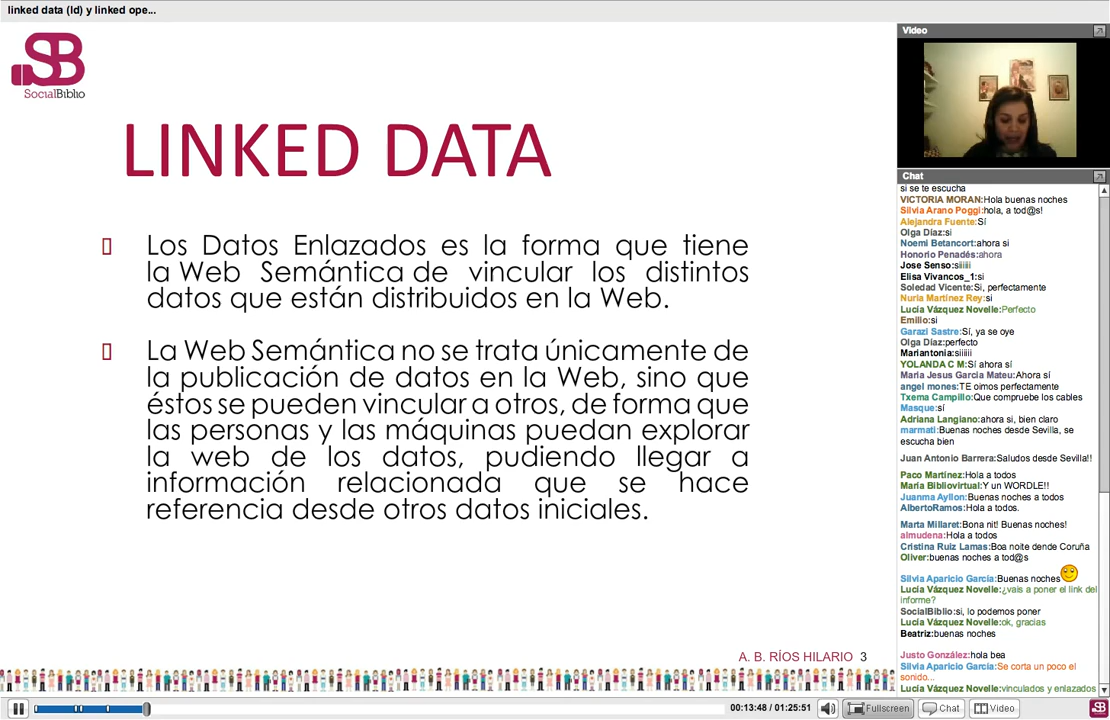 linked data (ld) y linked ope...
SB
SocialBiblio
LINKED DATA
Los Datos Enlazados es la forma que tiene
la Web Semántica de vincular los distintos
datos que están distribuidos en la Web.
La Web Semántica no se trata únicamente de
la publicación de datos en la Web, sino que
éstos se pueden vincular a otros, de forma que
las personas y las máquinas puedan explorar
la web de los datos, pudiendo llegar a
información relacionada que se hace
referencia desde otros datos iniciales.
A. B. RÍOS HILARIO 3
Video
Chat
si se te escucha
VICTORIA MORAN:Hola buenas noches
Silvia Arano Poggi:hola, a tod@s!
Alejandra Fuente:Sí
Olga Díaz:si
Noemi Betancort:ahora si
Honorio Penadés:ahora
Jose Senso:siiiiii
Elisa Vivancos_1:si
Soledad Vicente:Si, perfectamente
Nuria Martínez Rey:si
Lucía Vázquez Novelle:Perfecto
Emilio:si
Garazi Sastre:Sí, ya se oye
Olga Díaz:perfecto
Mariantonia:siiiiii
YOLANDA C M:Sí ahora sí
Maria Jesus Garcia Mateu:Ahora sí
angel mones:TE oimos perfectamente
Txema Campillo:Que compruebe los cables
Masque:sí
Adriana Langiano:ahora si, bien claro
marmati:Buenas noches desde Sevilla, se
escucha bien
Juan Antonio Barrera:Saludos desde Sevilla!!
Paco Martínez:Hola a todos
María Bibliovirtual:Y un WORDLE!!
Juanma Ayllon:Buenas noches a todos
AlbertoRamos:Hola a todos.
Marta Millaret:Bona nit! Buenas noches!
almudena:Hola a todos
Cristina Ruiz Lamas:Boa noite dende Coruña
Oliver:buenas noches a tod@s
Silvia Aparicio García:Buenas noches
Lucía Vázquez Novelle:¿vais a poner el link del
informe?
SocialBiblio:si, lo podemos poner
Lucía Vázquez Novelle:ok, gracias
Beatriz:buenas noches
Justo González:hola bea
Silvia Aparicio García:Se corta un poco el
sonido...
Lucía Vázquez Novelle:vinculados y enlazados
00:13:48 / 01:25:51
Fullscreen
Chat
Video
SB